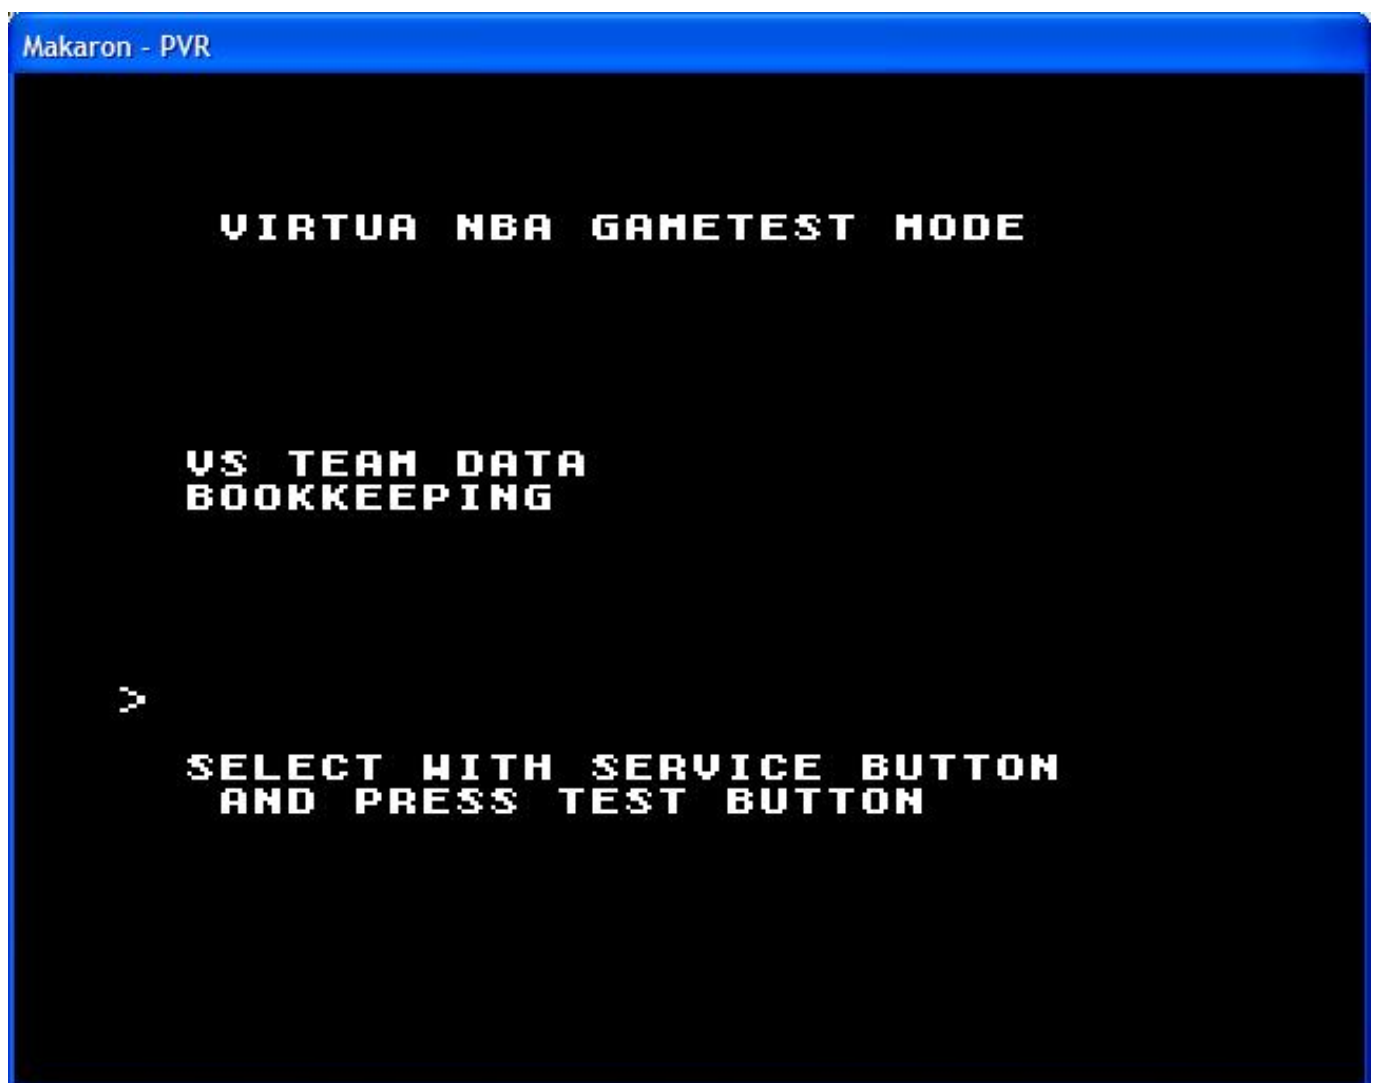 Makaron - PVR
VIRTUA NBA GAMETEST MODE
VS TEAM DATA
BOOKKEEPING
>
SELECT WITH SERVICE BUTTON
AND PRESS TEST BUTTON